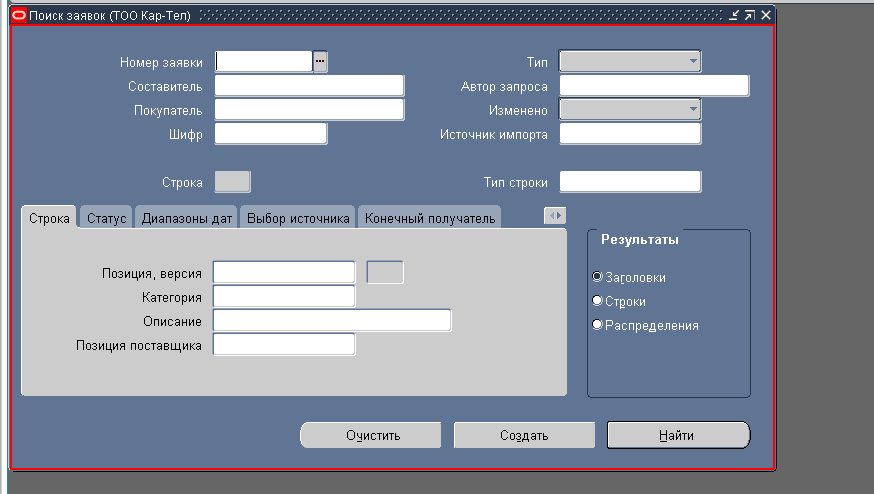 Поиск заявок (ТОО Кар-Тел)
Номер заявки
Тип
Составитель
Автор запроса
Покупатель
Изменено
Шифр
Источник импорта
Строка
Тип строки
Строка
Статус
Диапазоны дат
Выбор источника
Конечный получатель
Результаты
Позиция, версия
Заголовки
Категория
Строки
Описание
Распределения
Позиция поставщика
Очистить
Создать
Найти